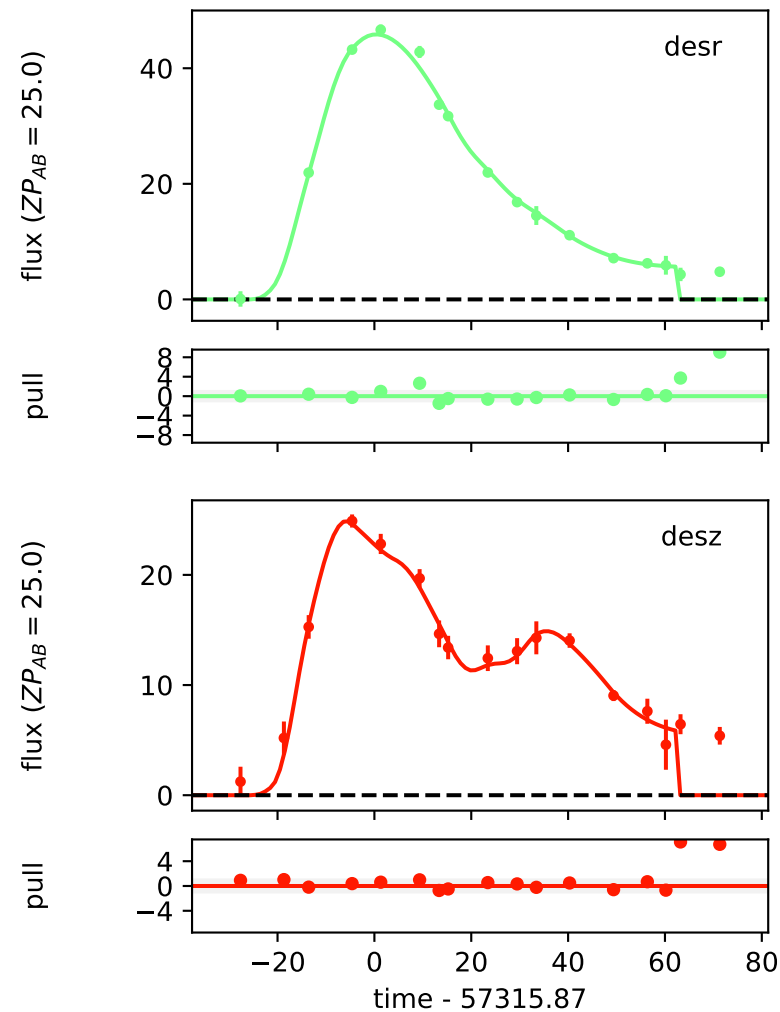 desr
flux (ZP_AB = 25.0)
40
20
0
pull
8
4
0
−4
−8
desz
flux (ZP_AB = 25.0)
20
10
0
pull
4
0
−4
−20 0 20 40 60 80
time - 57315.87